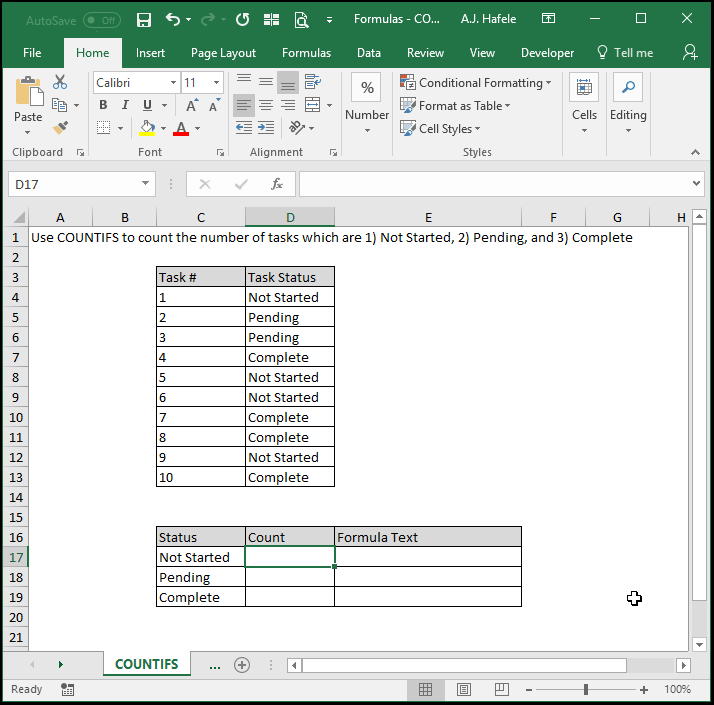 AutoSave Off Formulas - CO... A.J. Hafele
File Home Insert Page Layout Formulas Data Review View Developer Tell me
Paste Calibri 11 % Conditional Formatting
B I U A A Number Format as Table Cells Editing
A Cell Styles
Clipboard Font Alignment Styles
D17 fx
A B C D E F G H
1 Use COUNTIFS to count the number of tasks which are 1) Not Started, 2) Pending, and 3) Complete
2
3 Task # Task Status
4 1 Not Started
5 2 Pending
6 3 Pending
7 4 Complete
8 5 Not Started
9 6 Not Started
10 7 Complete
11 8 Complete
12 9 Not Started
13 10 Complete
14
15
16 Status Count Formula Text
17 Not Started
18 Pending
19 Complete
20
21
COUNTIFS ...
Ready 100%